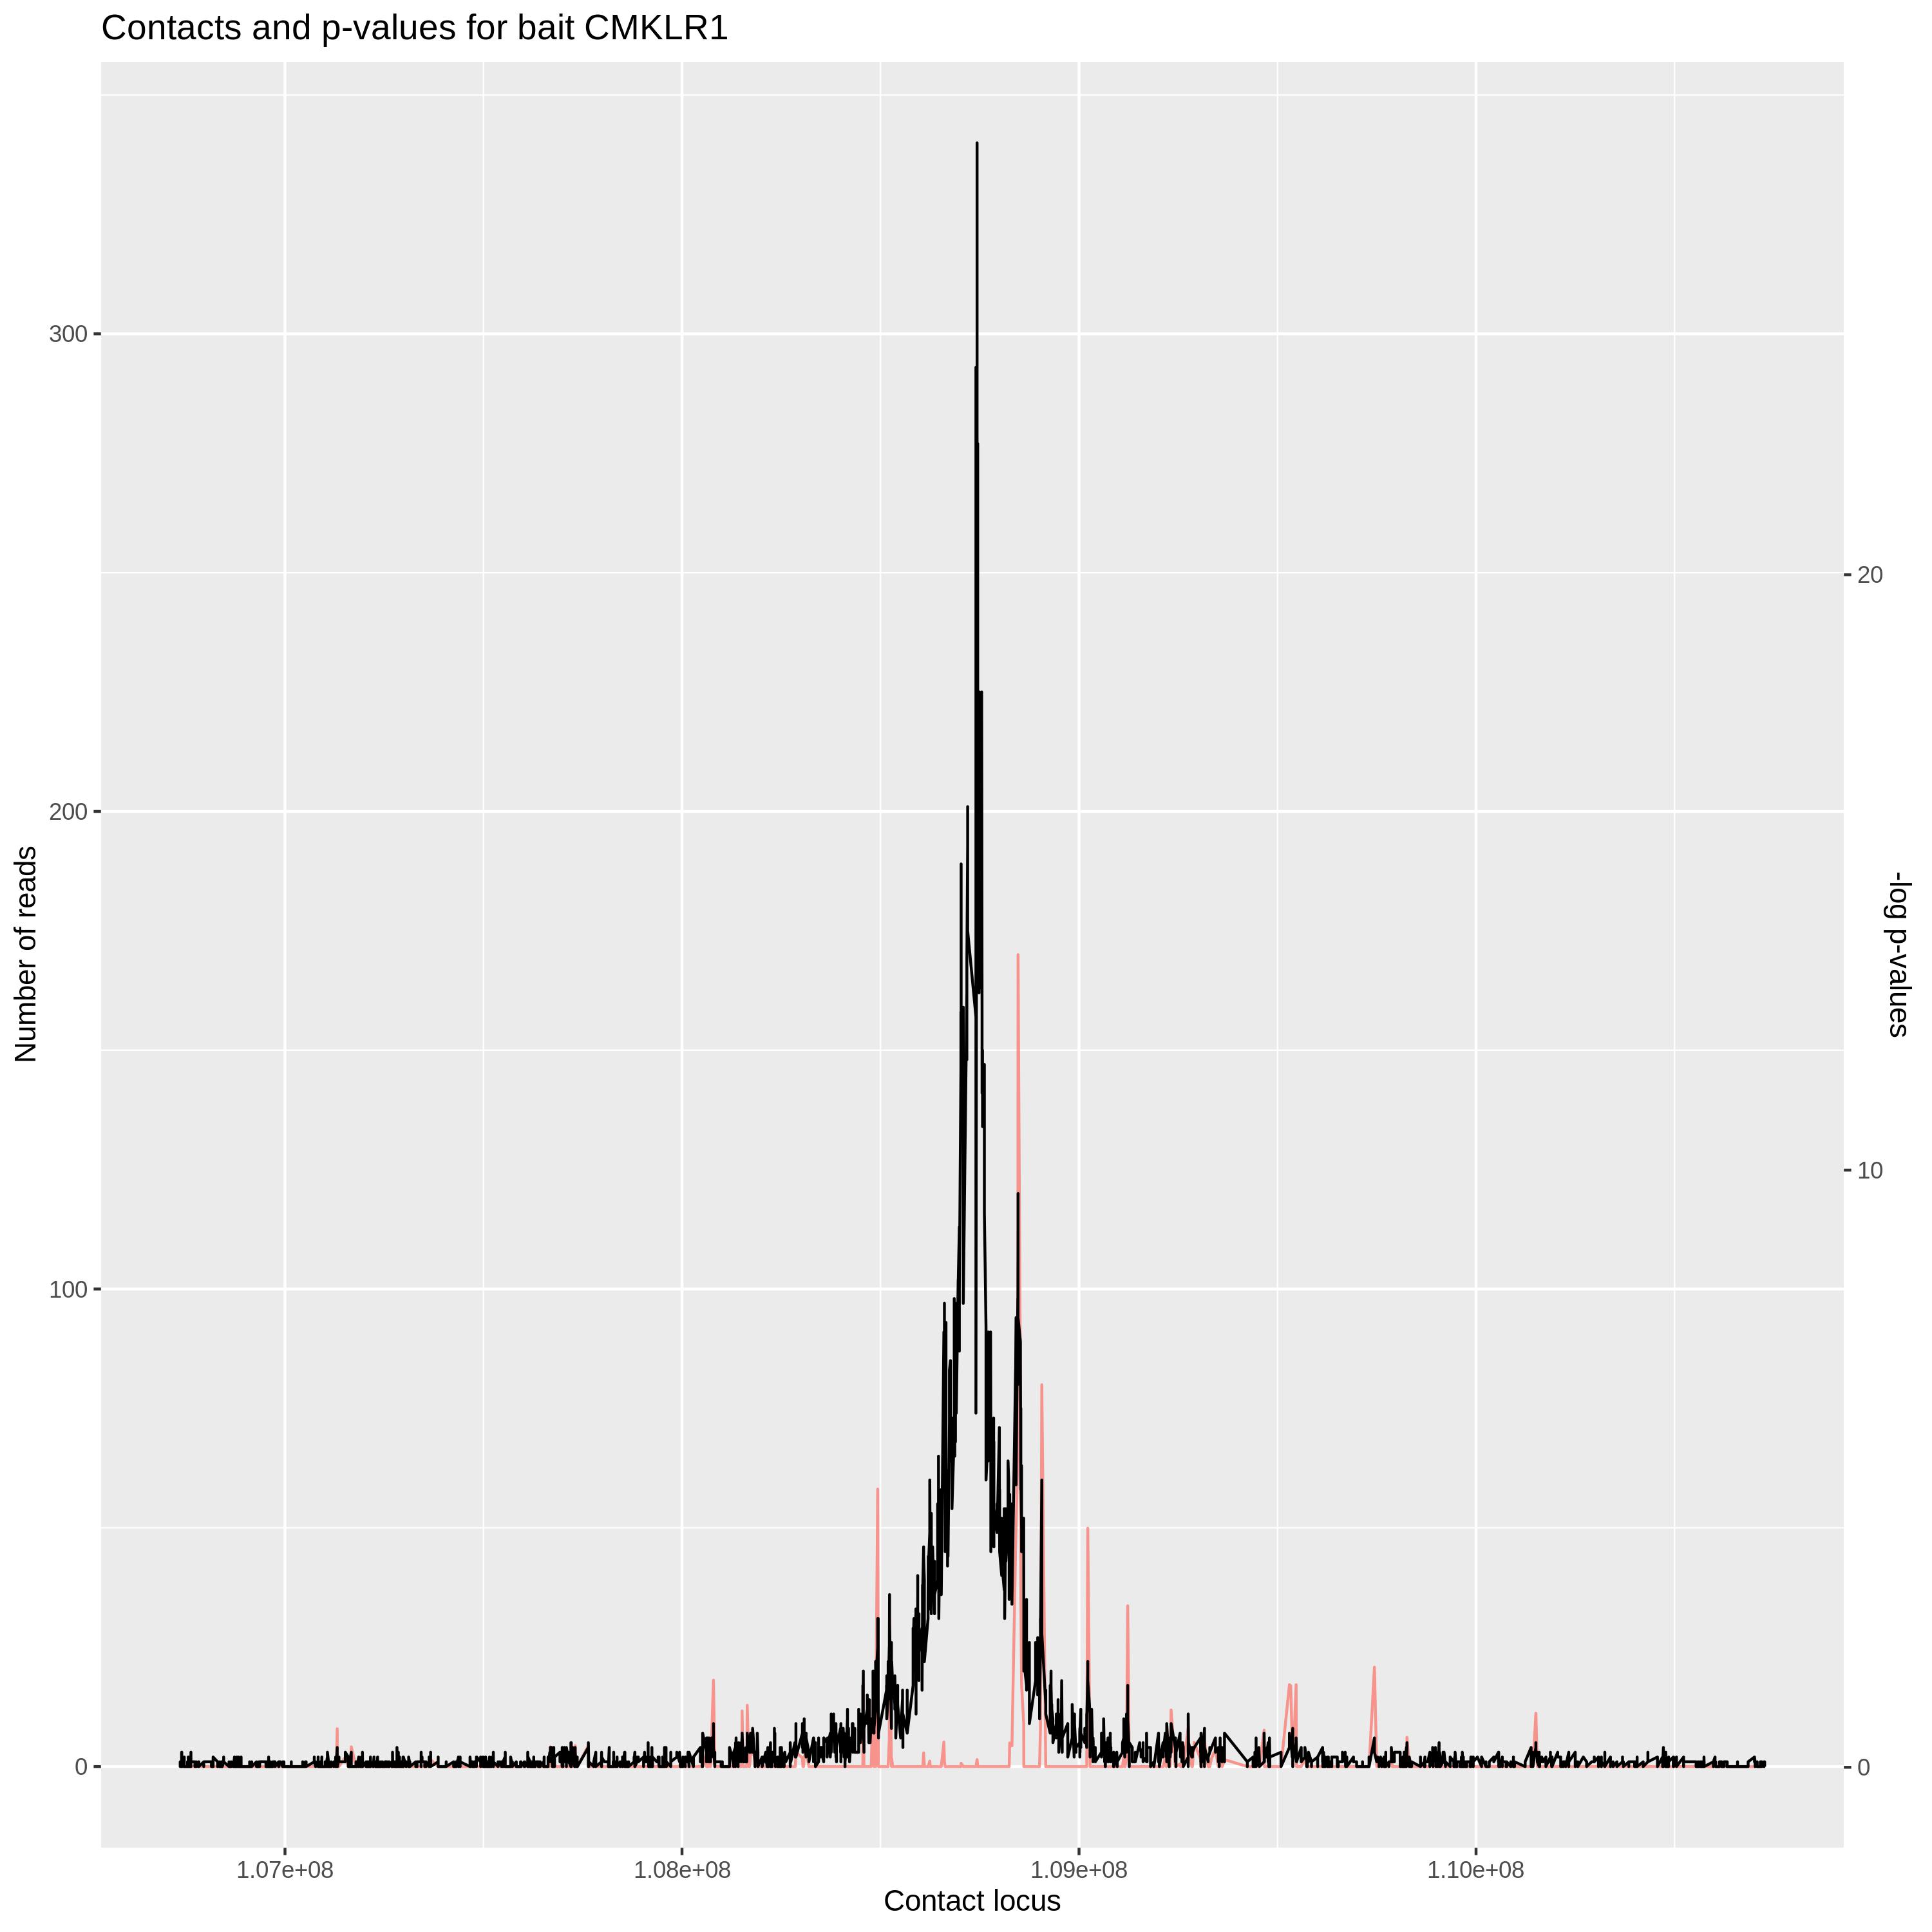 Contacts and p-values for bait CMKLR1
Number of reads
300
200
100
0
20
10
0
-log p-values
1.07e+08
1.08e+08
1.09e+08
1.10e+08
Contact locus